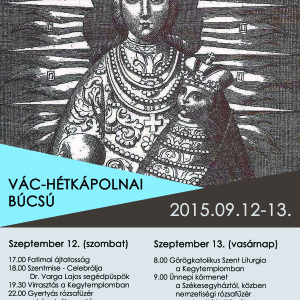 VÁC-HÉTKÁPOLNAI
BÚCSÚ
2015.09.12-13.
Szeptember 12. (szombat)
17.00 Fatimai ájtatosság
18.00 Szentmise - Celebrálja
Dr. Varga Lajos segédpüspök
19.30 Virrasztás a Kegytemplomban
22.00 Gyertyás rózsafüzér
Szeptember 13. (vasárnap)
8.00 Görögkatolikus Szent Liturgia
a Kegytemplomban
9.00 Ünnepi körmenet
a Székesegyháztól, közben
nemzetiségi rózsafüzér